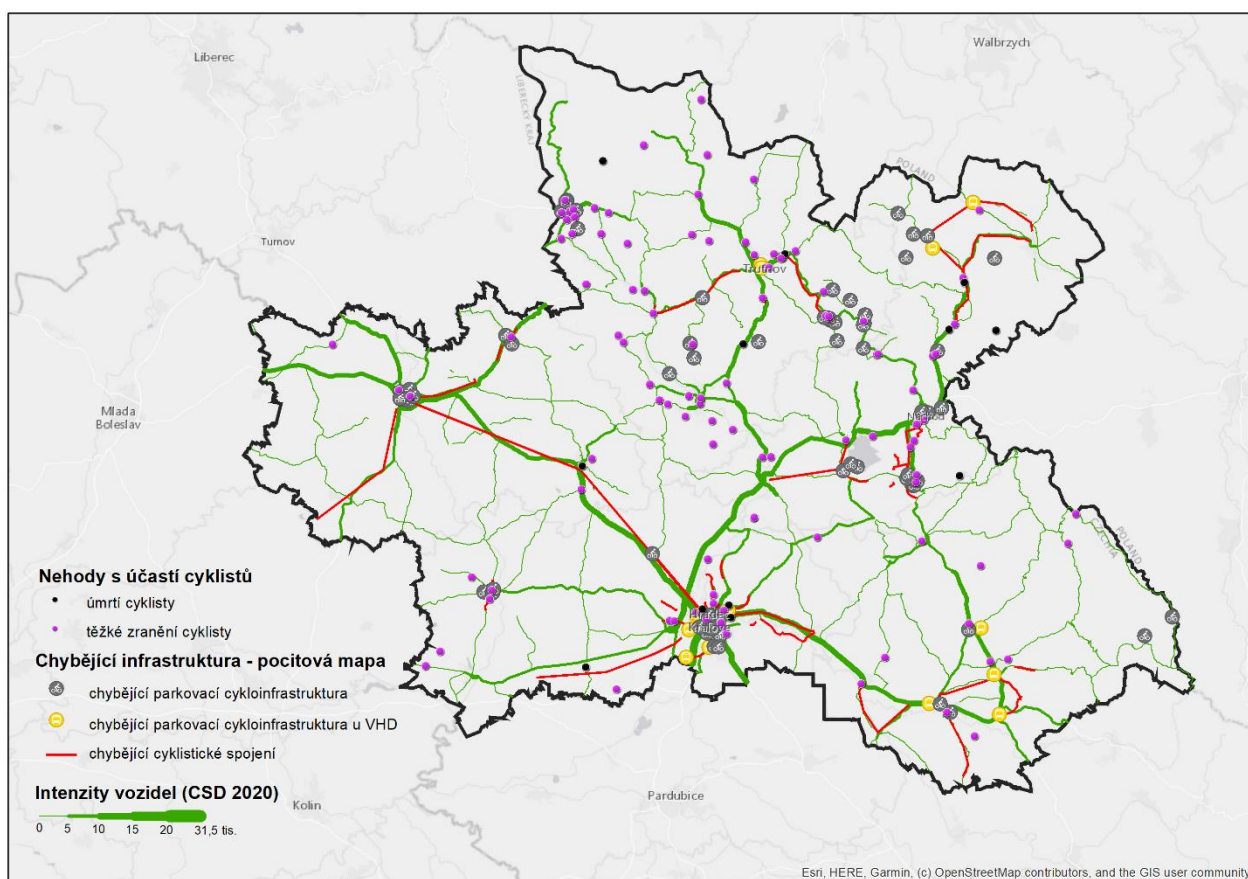 Liberec
Walbrzych
LIBERECKÝ KRAJ
POLAND
Turnov
Trutnov
Mlada
Boleslav
Náchod
POLAND
CZECHIA
Hradec
Králové
Nehody s účastí cyklistů
úmrtí cyklisty
těžké zranění cyklisty
Chybějící infrastruktura - pocitová mapa
chybějící parkovací cykloinfrastruktura
chybějící parkovací cykloinfrastruktura u VHD
chybějící cyklistické spojení
Intenzity vozidel (CSD 2020)
0 5 10 15 20 31,5 tis.
Kolin
Pardubice
Esri, HERE, Garmin, (c) OpenStreetMap contributors, and the GIS user community